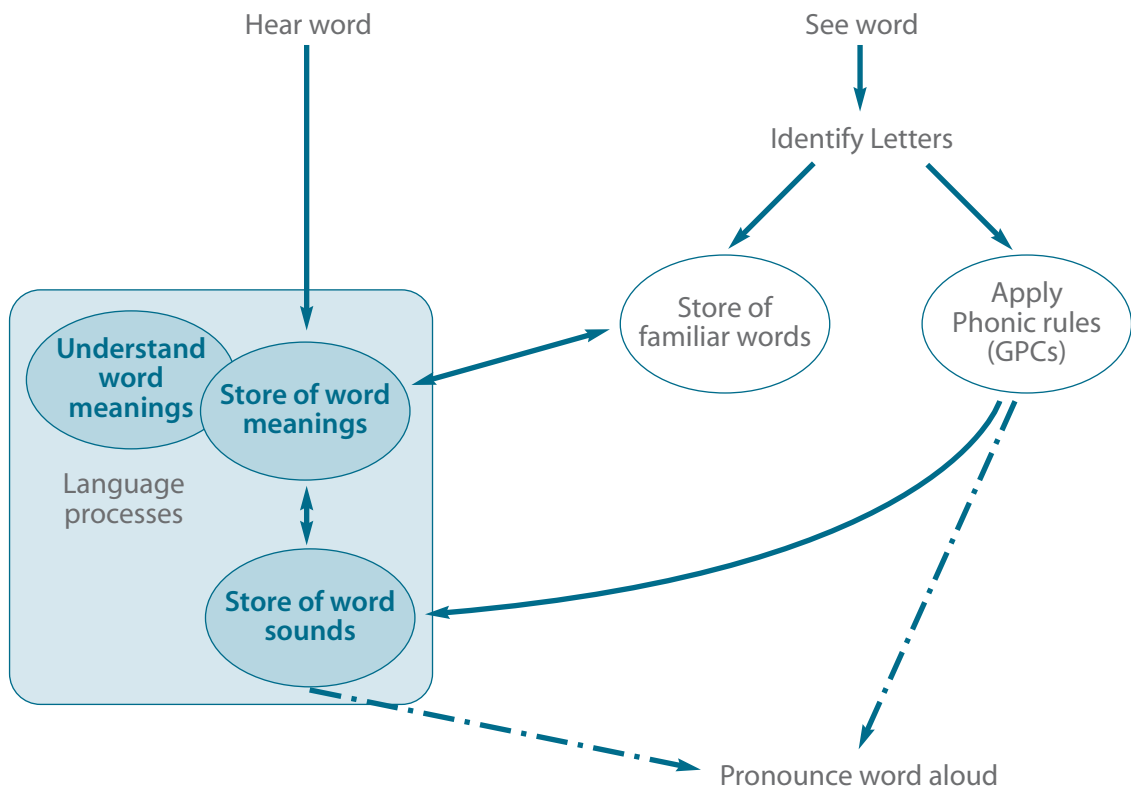 Hear word
See word
Identify Letters
Store of
familiar words
Apply
Phonic rules
(GPCs)
Understand
word
meanings
Store of word
meanings
Language
processes
Store of word
sounds
Pronounce word aloud